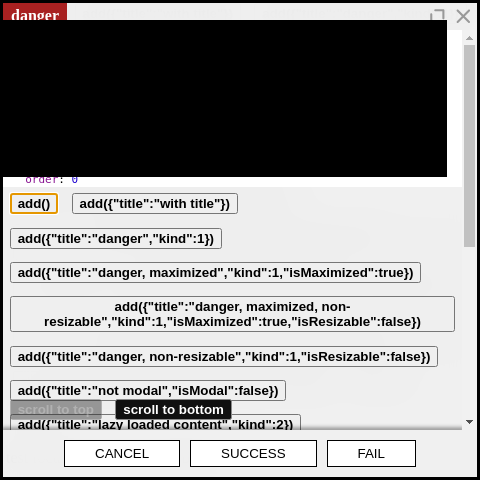 danger
order: 0
add()
add({"title":"with title"})
add({"title":"danger","kind":1})
add({"title":"danger, maximized","kind":1,"isMaximized":true})
add({"title":"danger, maximized, non-
resizable","kind":1,"isMaximized":true,"isResizable":false})
add({"title":"danger, non-resizable","kind":1,"isResizable":false})
add({"title":"not modal","isModal":false})
scroll to top
scroll to bottom
add({"title":"lazy loaded content","kind":2})
CANCEL
SUCCESS
FAIL